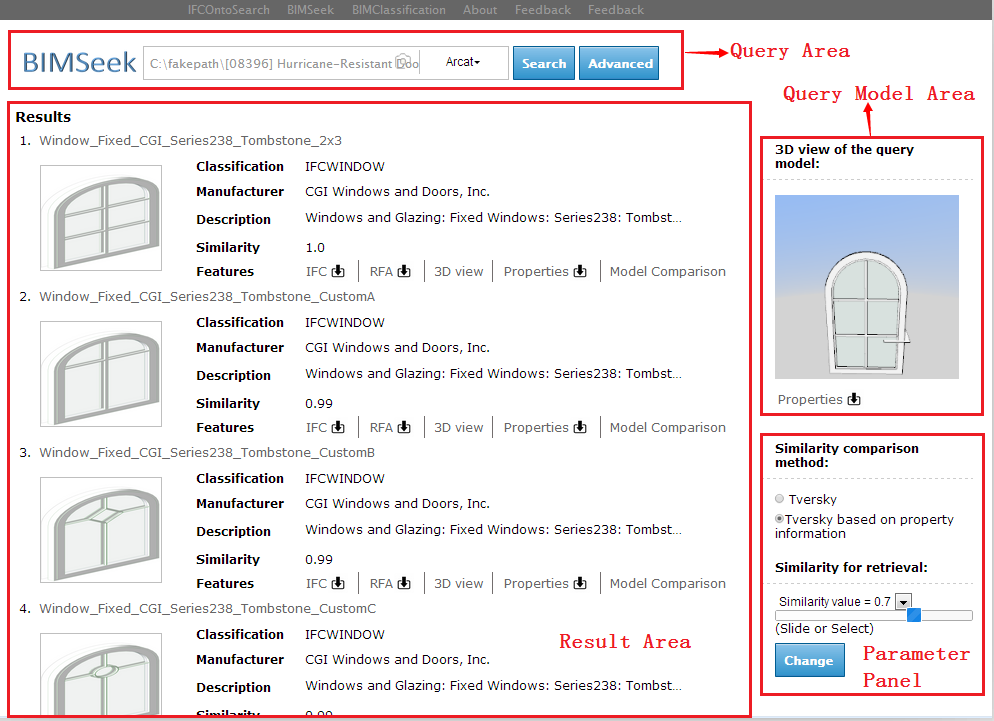 IFCOntoSearch BIMSeek BIMClassification About Feedback Feedback
BIMSeek C:\fakepath\[08396] Hurricane-Resistant Arcat Search Advanced
Query Area
Query Model Area
Results
1. Window_Fixed_CGI_Series238_Tombstone_2x3
Classification IFCWINDOW
Manufacturer CGI Windows and Doors, Inc.
Description Windows and Glazing: Fixed Windows: Series238: Tombst...
Similarity 1.0
Features IFC RFA 3D view Properties Model Comparison
2. Window_Fixed_CGI_Series238_Tombstone_CustomA
Classification IFCWINDOW
Manufacturer CGI Windows and Doors, Inc.
Description Windows and Glazing: Fixed Windows: Series238: Tombst...
Similarity 0.99
Features IFC RFA 3D view Properties Model Comparison
3. Window_Fixed_CGI_Series238_Tombstone_CustomB
Classification IFCWINDOW
Manufacturer CGI Windows and Doors, Inc.
Description Windows and Glazing: Fixed Windows: Series238: Tombst...
Similarity 0.99
Features IFC RFA 3D view Properties Model Comparison
4. Window_Fixed_CGI_Series238_Tombstone_CustomC
Classification IFCWINDOW
Manufacturer CGI Windows and Doors, Inc.
Description Windows and Glazing: Fixed Windows: Series238: Tombst...
Similarity 0.99
Result Area
3D view of the query
model:
Properties
Similarity comparison
method:
Tversky
Tversky based on property
information
Similarity for retrieval:
Similarity value = 0.7
(Slide or Select)
Change
Parameter
Panel